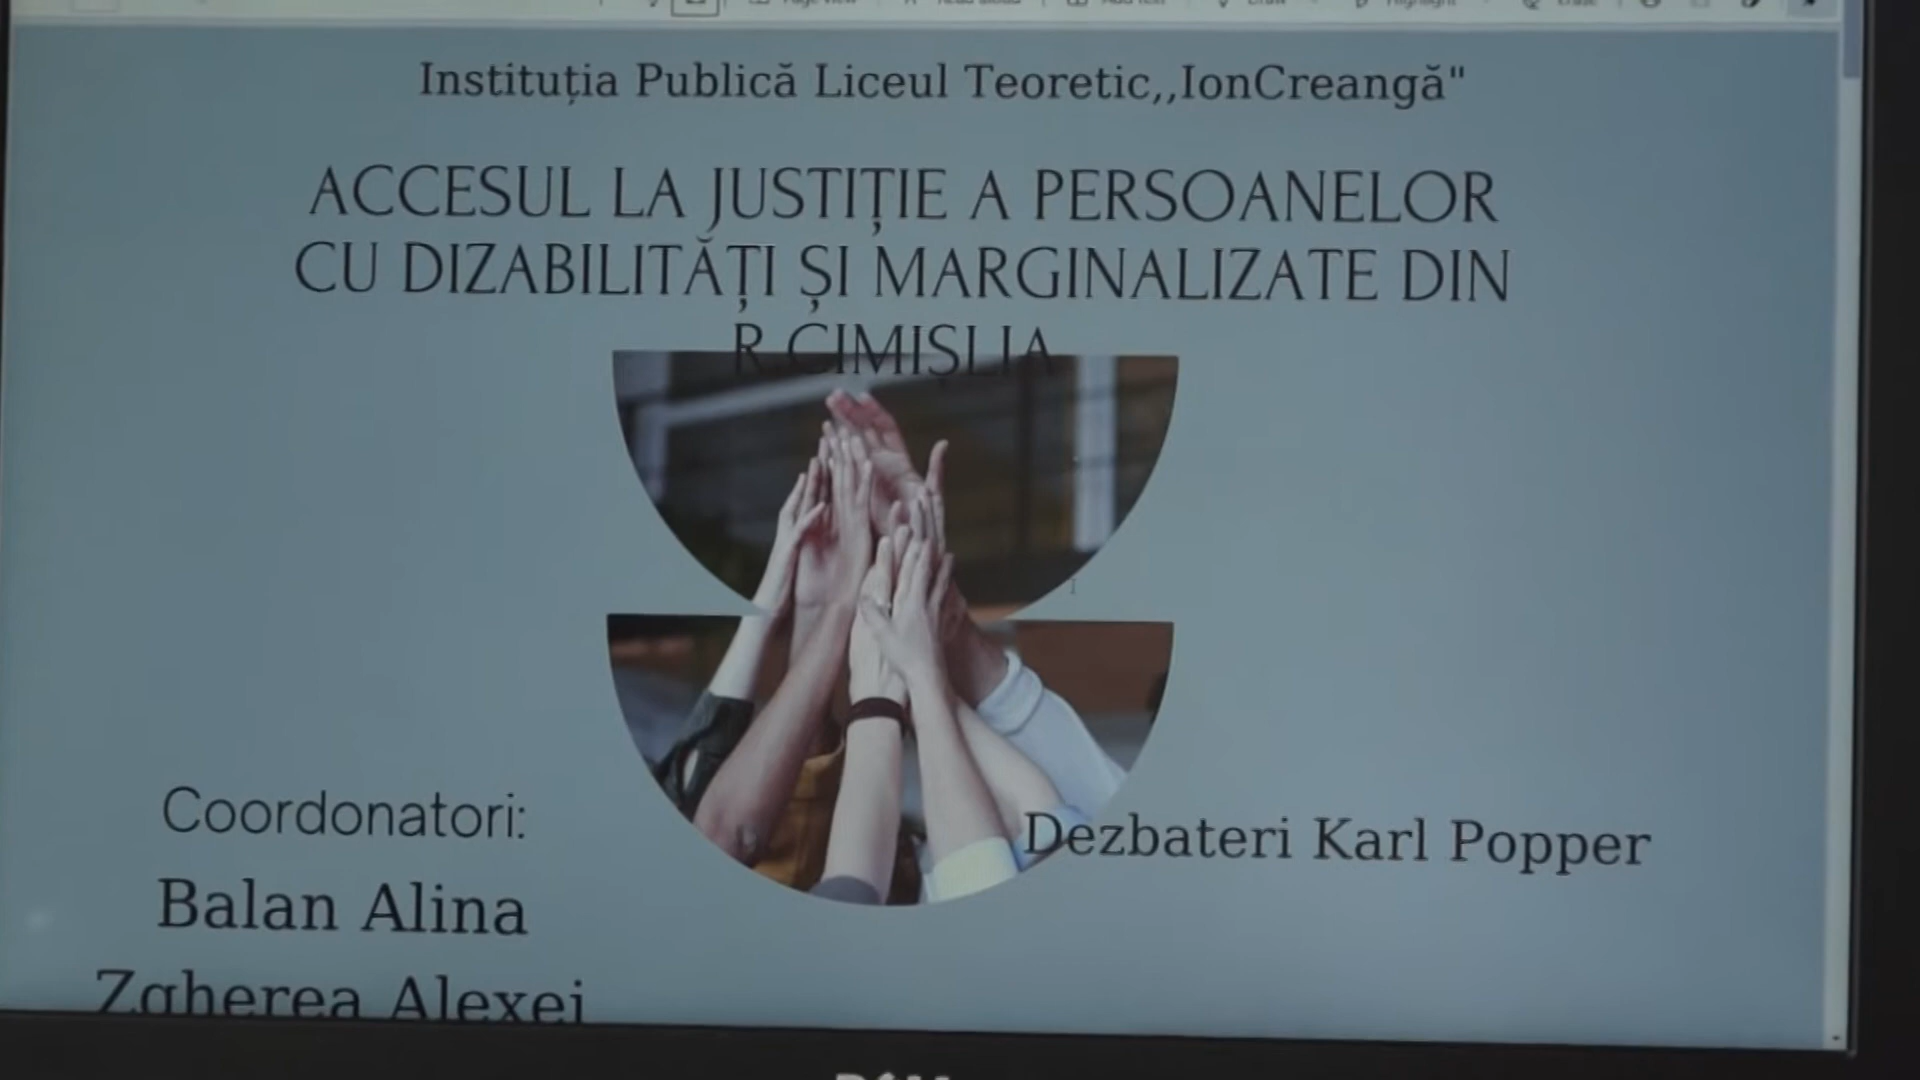 Instituția Publică Liceul Teoretic,,IonCreangă"
ACCESUL LA JUSTIȚIE A PERSOANELOR
CU DIZABILITĂȚI ȘI MARGINALIZATE DIN
R.CIMIȘLIA
Coordonatori:
Dezbateri Karl Popper
Balan Alina
Zgherea Alexei